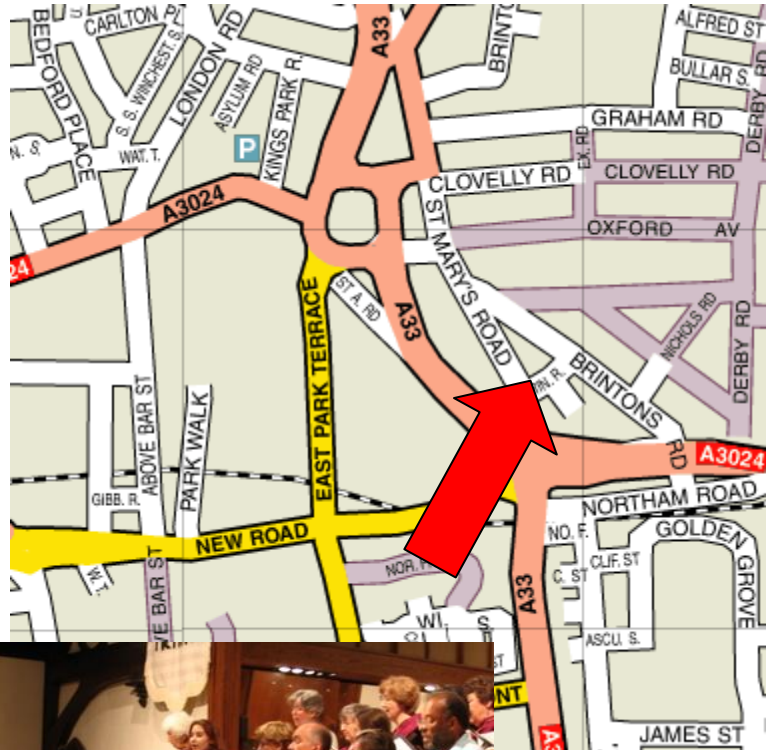 CARLTON PL
BEDFORD PLACE
S. S. WINCHEST. S.
LONDON RD
ASYLUM RD
KINGS PARK R.
P
N. S,
WAT. T.
A33
ALFRED ST
BULLAR S.
DERBY RD
GRAHAM RD
EX. RD
CLOVELLY RD
CLOVELLY RD
OXFORD AV
A3024
24
ST MARY'S ROAD
ST A. RD
A33
EAST PARK TERRACE
NICHOLS RD
DERBY RD
BRINTONS RD
ABOVE BAR ST
PARK WALK
A3024
GIBB. R.
NEW ROAD
NORTHAM ROAD
NO. F.
GOLDEN GROVE
CLIF. ST
C. ST
W. T.
A33
ASCU. S.
JAMES ST